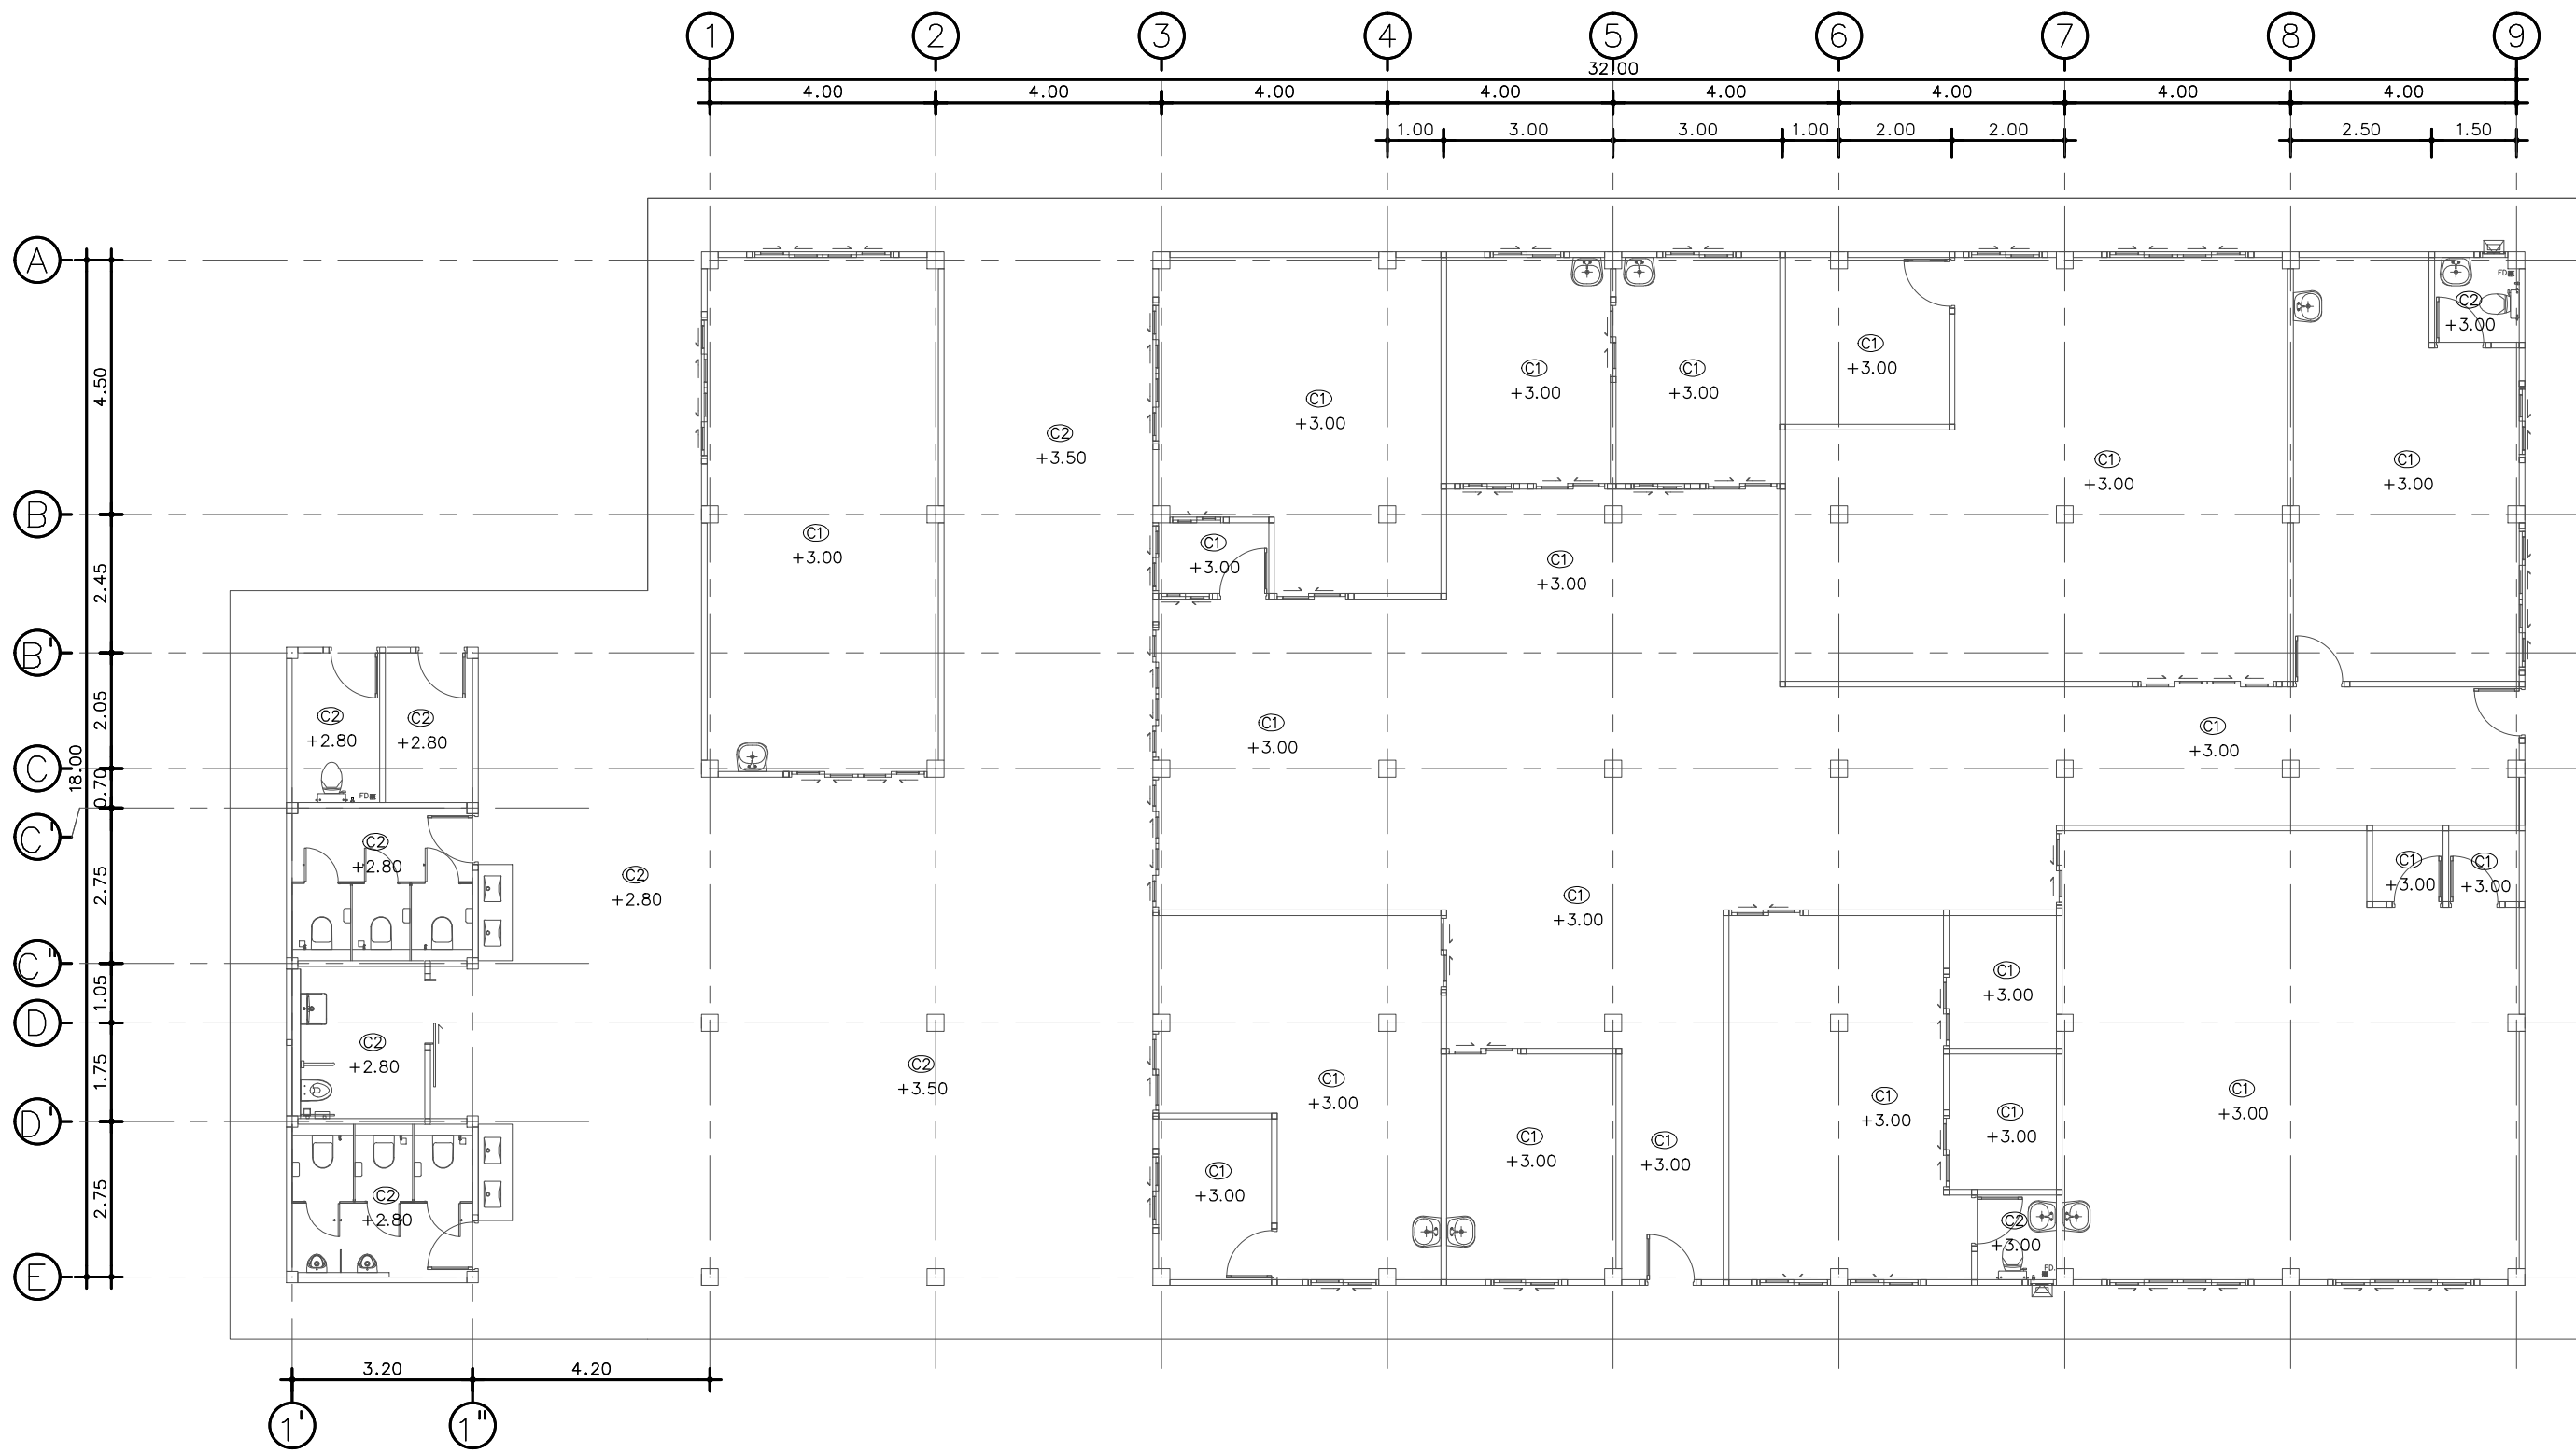 1 2 3 4 5 6 7 8 9
32.00
4.00 4.00 4.00 4.00 4.00 4.00 4.00 4.00
1.00 3.00 3.00 1.00 2.00 2.00 2.50 1.50
A
FD
C2
+3.00
C1
+3.00
C1 C1
+3.00 +3.00
4.50
C1
+3.00
C2
+3.50
C1 C1
+3.00 +3.00
B
C1
+3.00
C1
+3.00
C1
+3.00
2.45
B'
2.05
C2 C2
+2.80 +2.80
C1
+3.00
C1
+3.00
C
18.00
0.70
FD
C'
C2
+2.80
2.75
C2
+2.80
C1
+3.00
C1 C1
+3.00 +3.00
C"
1.05
C1
+3.00
D
C2
+2.80
1.75
C2
+3.50
C1
+3.00
C1
+3.00
C1
+3.00
C1
+3.00
D'
C1
+3.00
C1
+3.00
C1
+3.00
2.75
C2
+2.80
C2
+3.00
FD
E
3.20 4.20
1' 1"